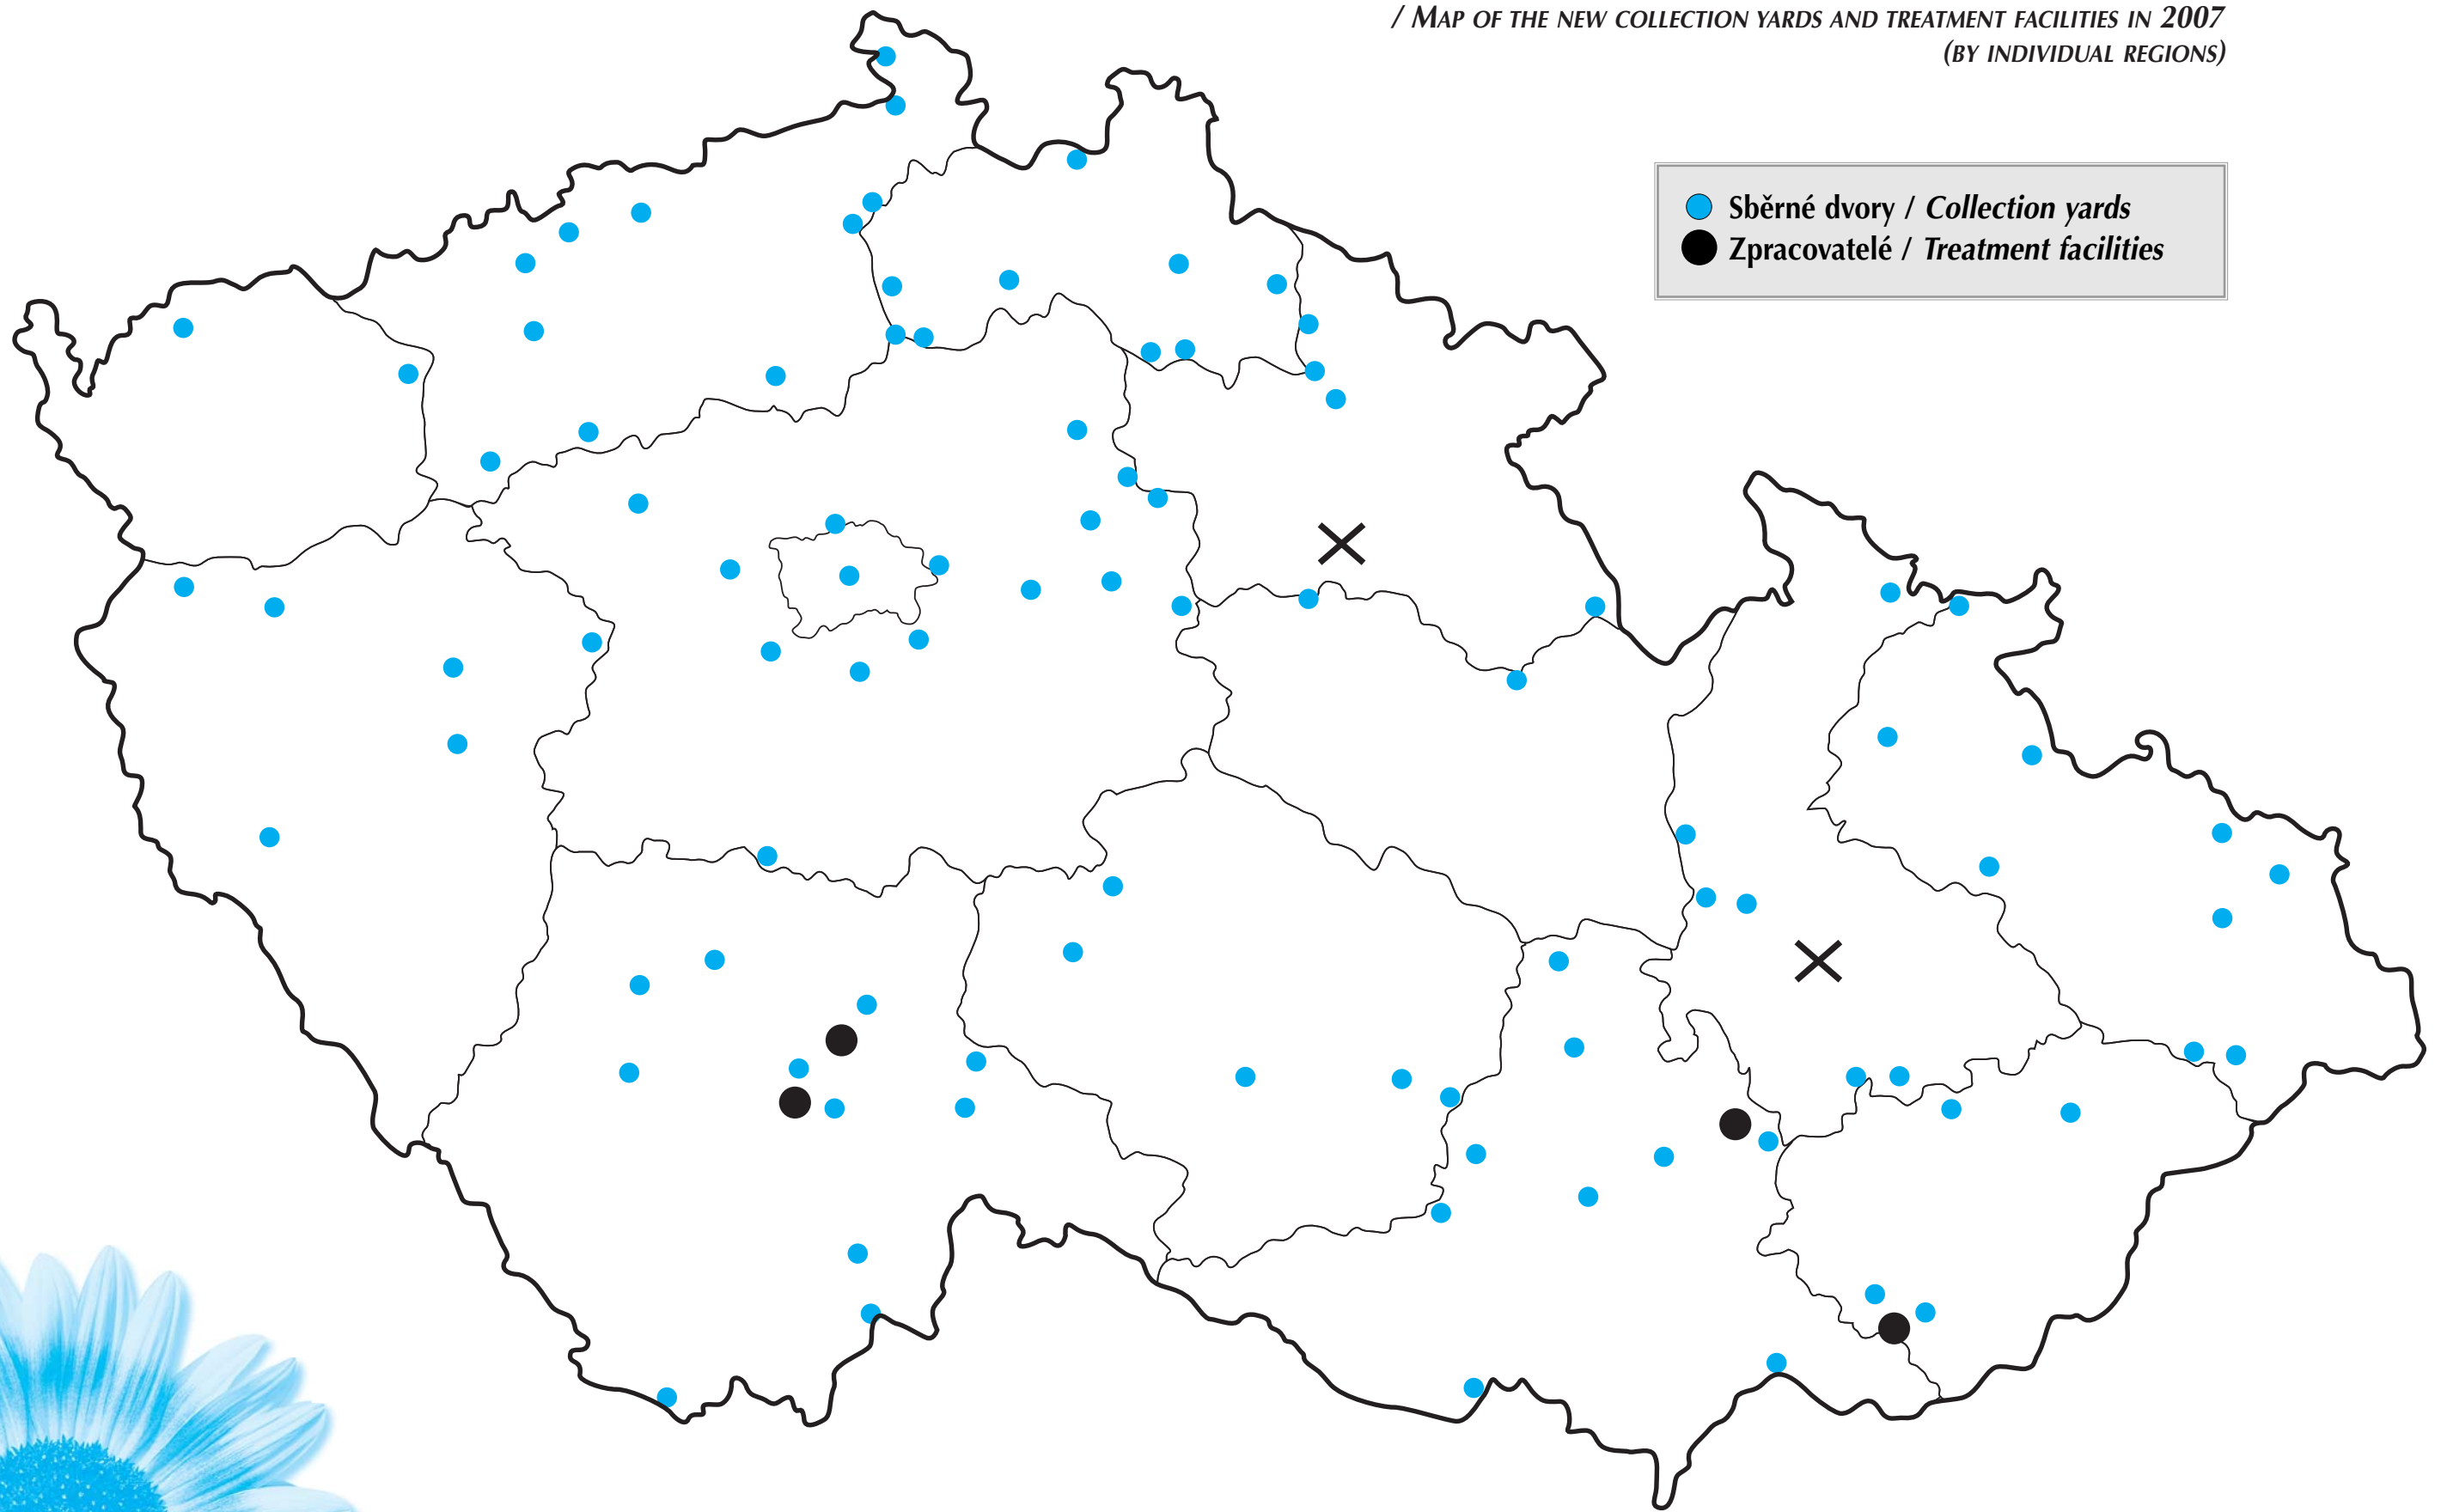 / MAP OF THE NEW COLLECTION YARDS AND TREATMENT FACILITIES IN 2007
(BY INDIVIDUAL REGIONS)
Sběrné dvory / Collection yards
Zpracovatelé / Treatment facilities